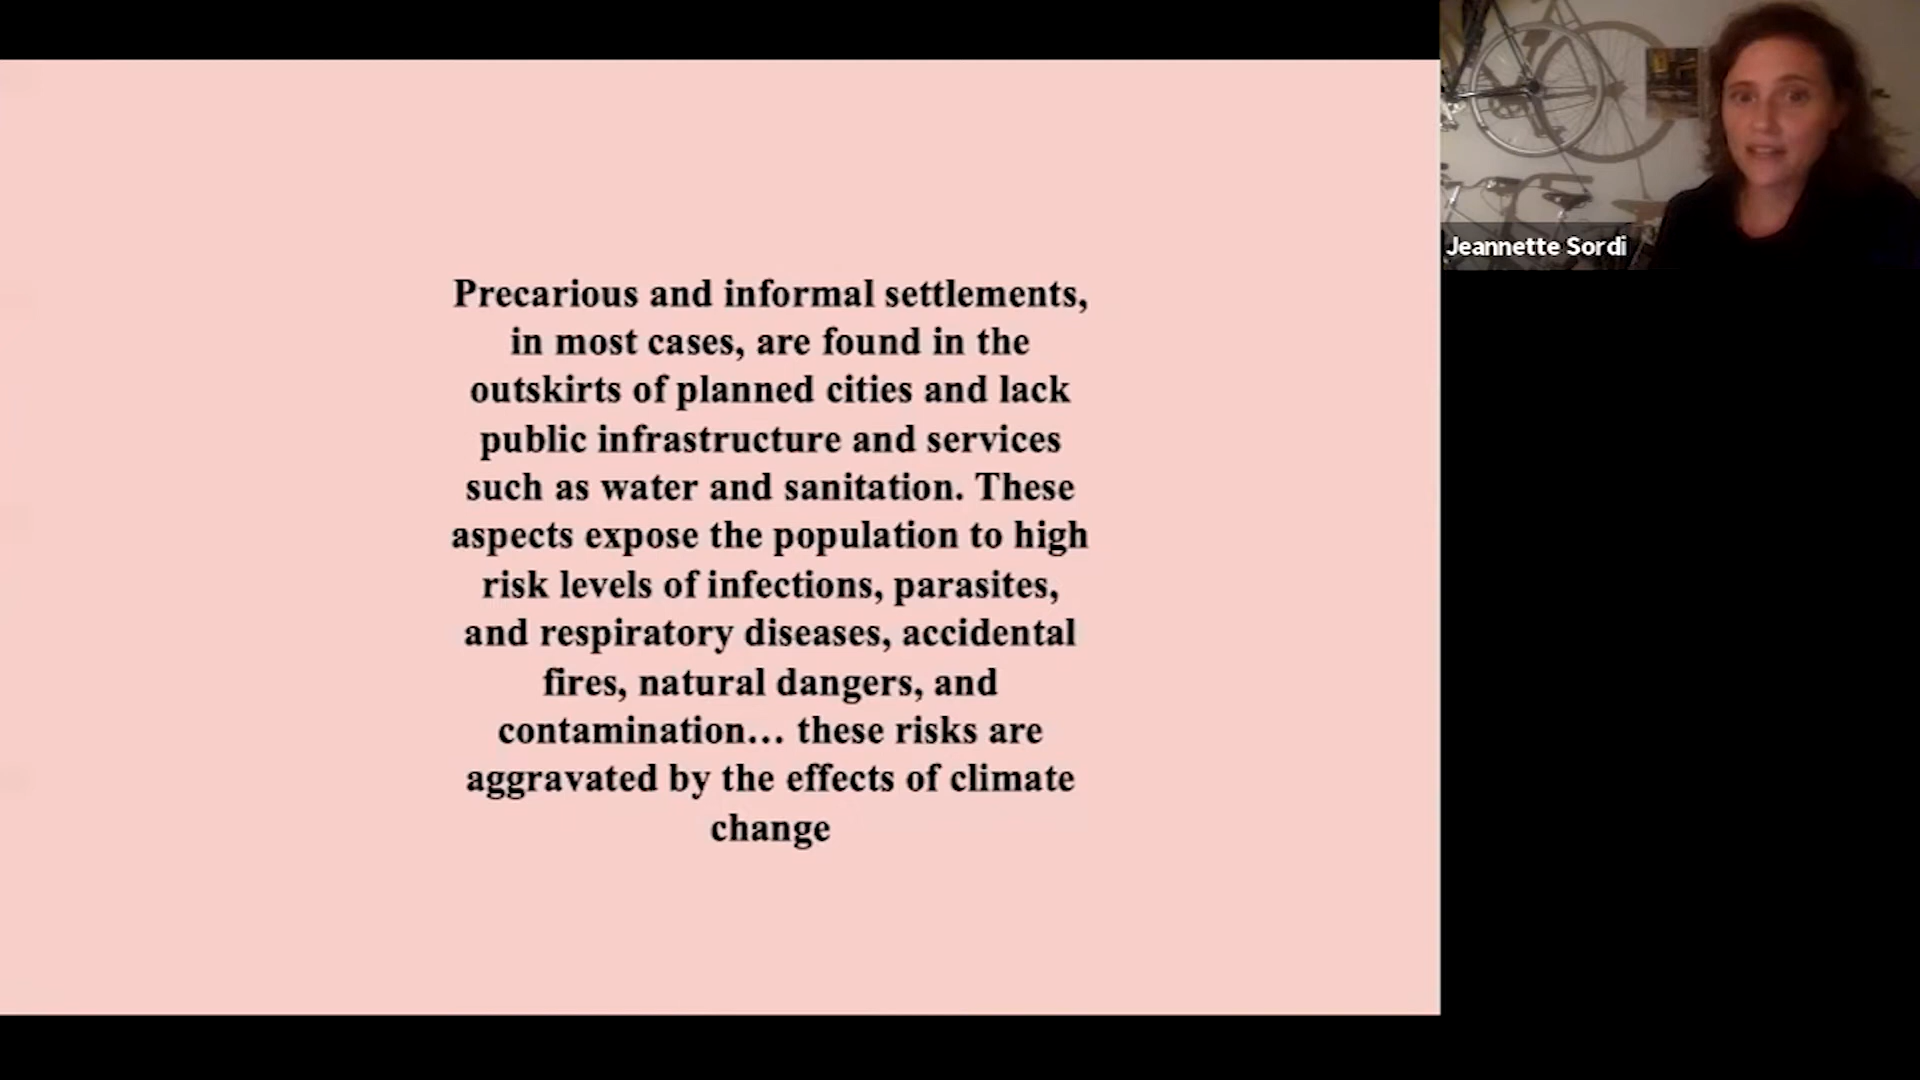 Precarious and informal settlements,
in most cases, are found in the
outskirts of planned cities and lack
public infrastructure and services
such as water and sanitation. These
aspects expose the population to high
risk levels of infections, parasites,
and respiratory diseases, accidental
fires, natural dangers, and
contamination... these risks are
aggravated by the effects of climate
change
Jeannette Sordi